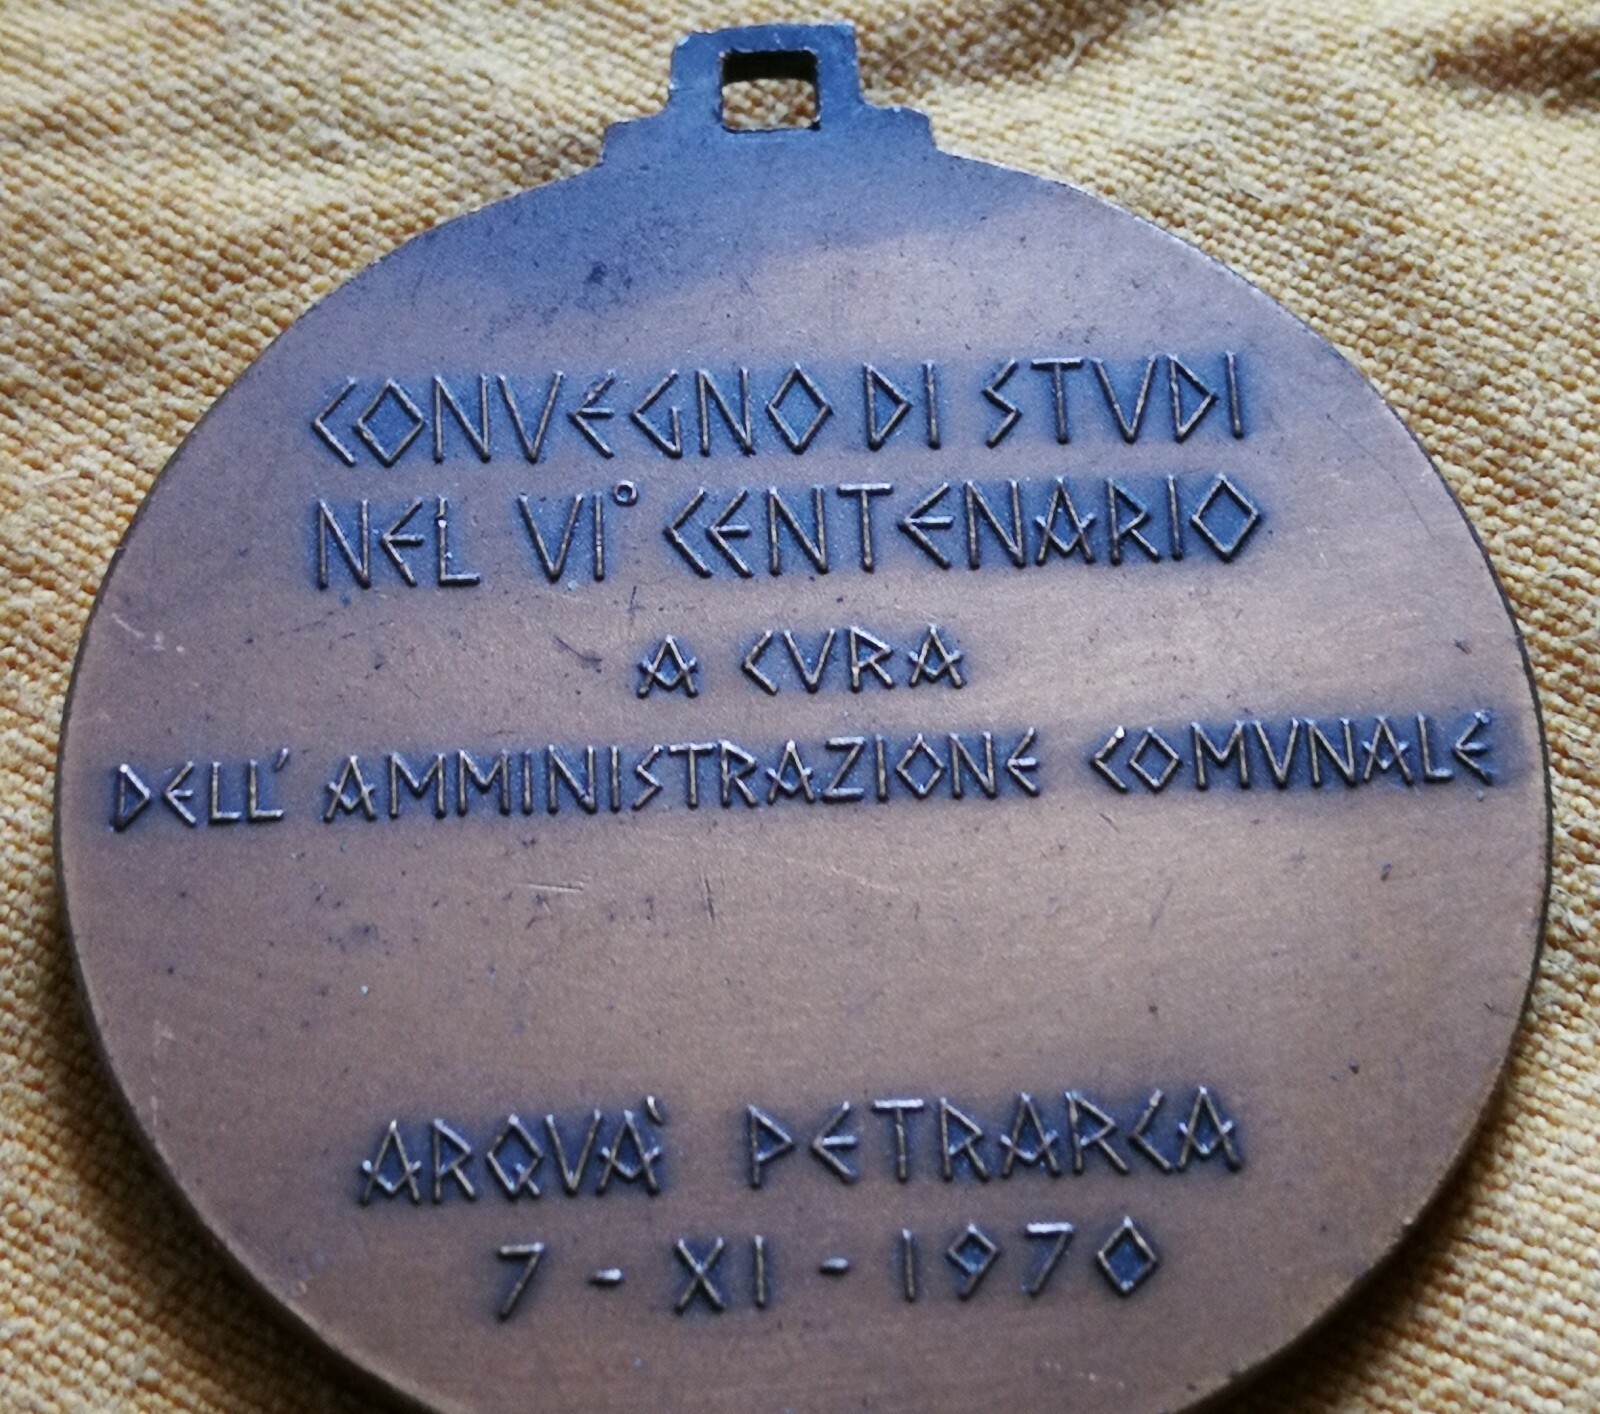 CONVEGNO DI STVDI
NEL VI° CENTENARIO
A CVRA
DELL' AMMINISTRAZIONE COMVNALE
ARQVA' PETRARCA
7 - XI - 1970